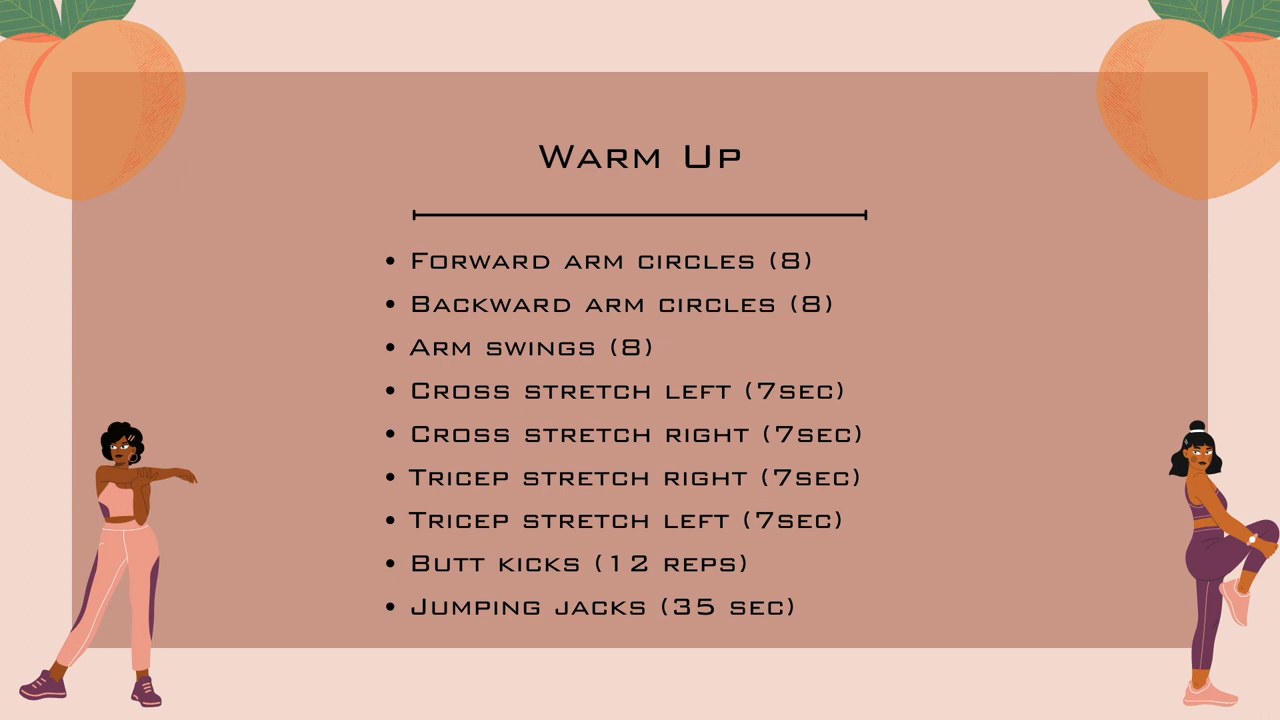 Warm Up
• Forward arm circles (8)
• Backward arm circles (8)
• Arm swings (8)
• Cross stretch left (7sec)
• Cross stretch right (7sec)
• Tricep stretch right (7sec)
• Tricep stretch left (7sec)
• Butt kicks (12 reps)
• Jumping jacks (35 sec)